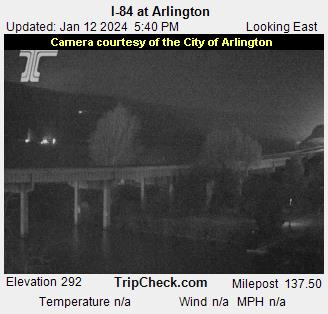 I-84 at Arlington
Updated: Jan 12 2024 5:40 PM Looking East
Camera courtesy of the City of Arlington
Elevation 292 TripCheck.com Milepost 137.50
Temperature n/a Wind n/a MPH n/a